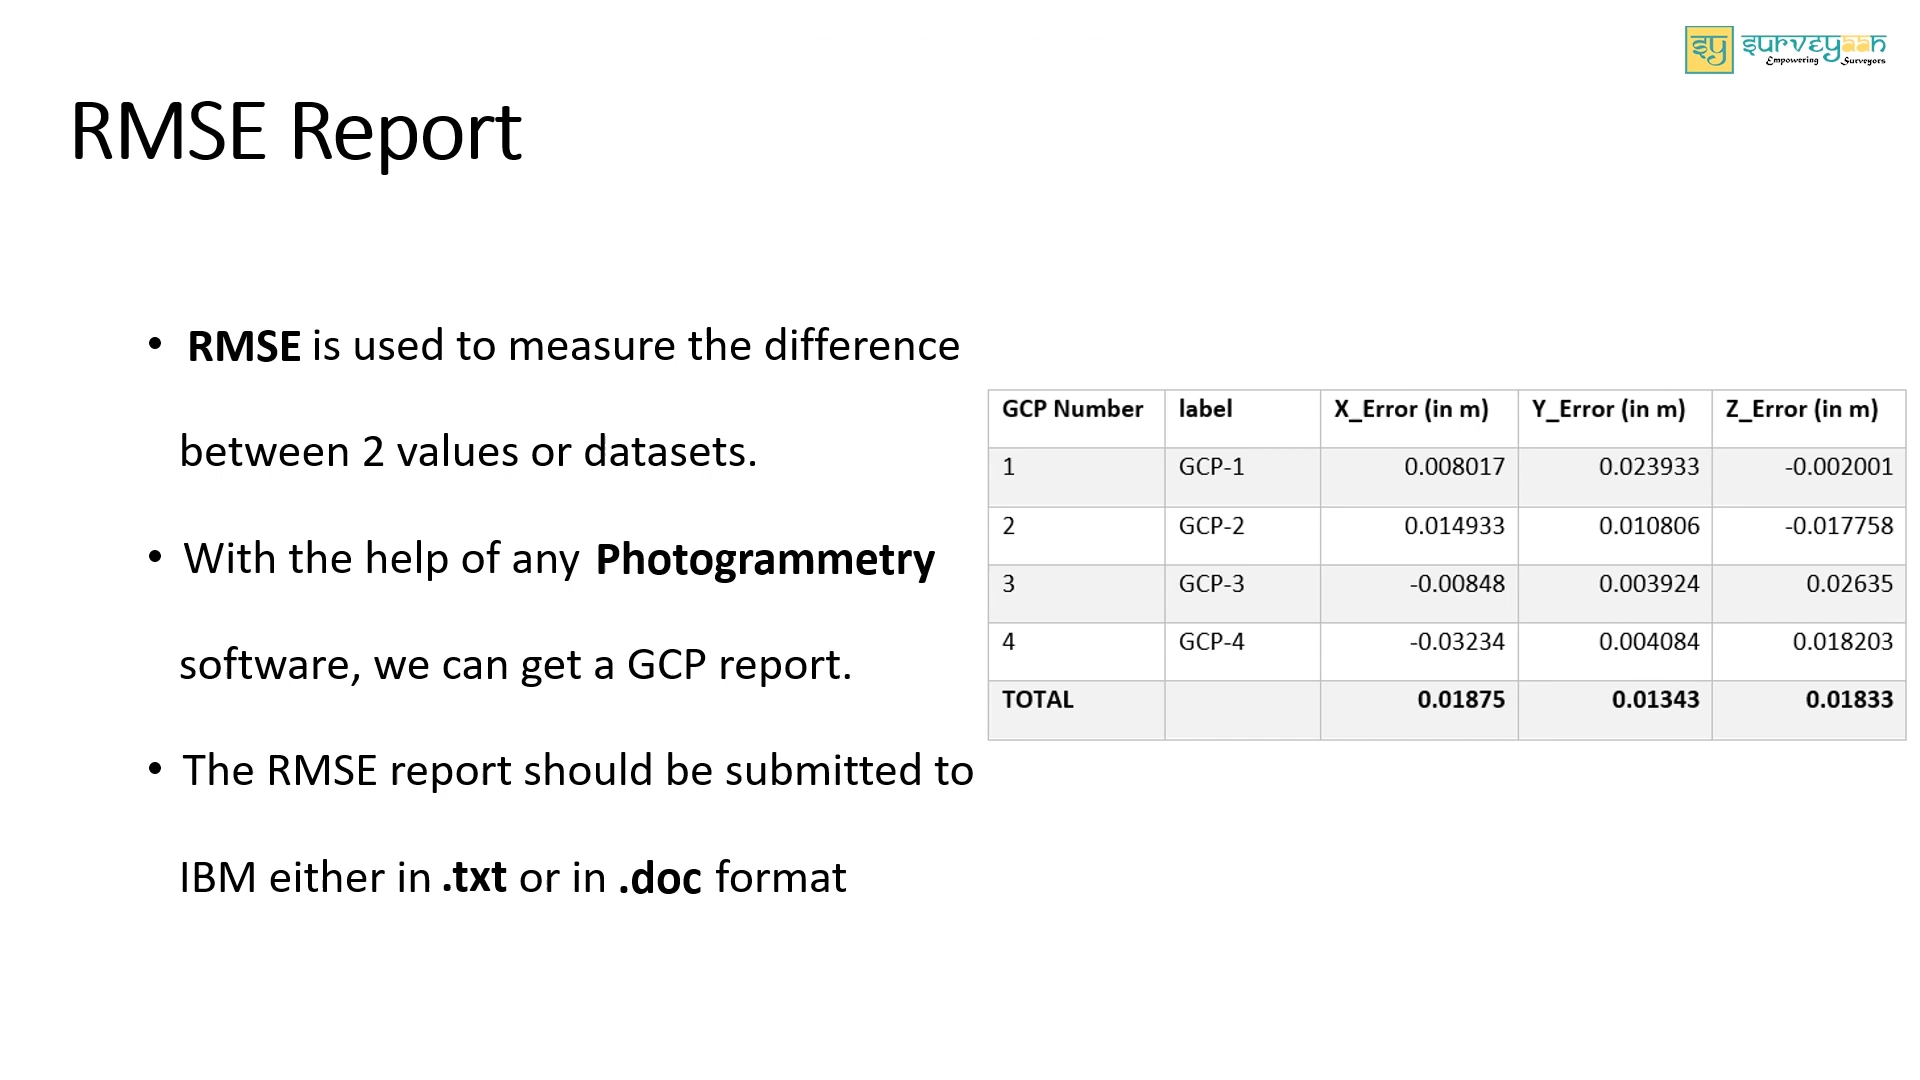 SY surveyaan
Empowering Surveyors
RMSE Report
• RMSE is used to measure the difference
between 2 values or datasets.
• With the help of any Photogrammetry
software, we can get a GCP report.
• The RMSE report should be submitted to
IBM either in .txt or in .doc format
GCP Number label X_Error (in m) Y_Error (in m) Z_Error (in m)
1 GCP-1 0.008017 0.023933 -0.002001
2 GCP-2 0.014933 0.010806 -0.017758
3 GCP-3 -0.00848 0.003924 0.02635
4 GCP-4 -0.03234 0.004084 0.018203
TOTAL 0.01875 0.01343 0.01833